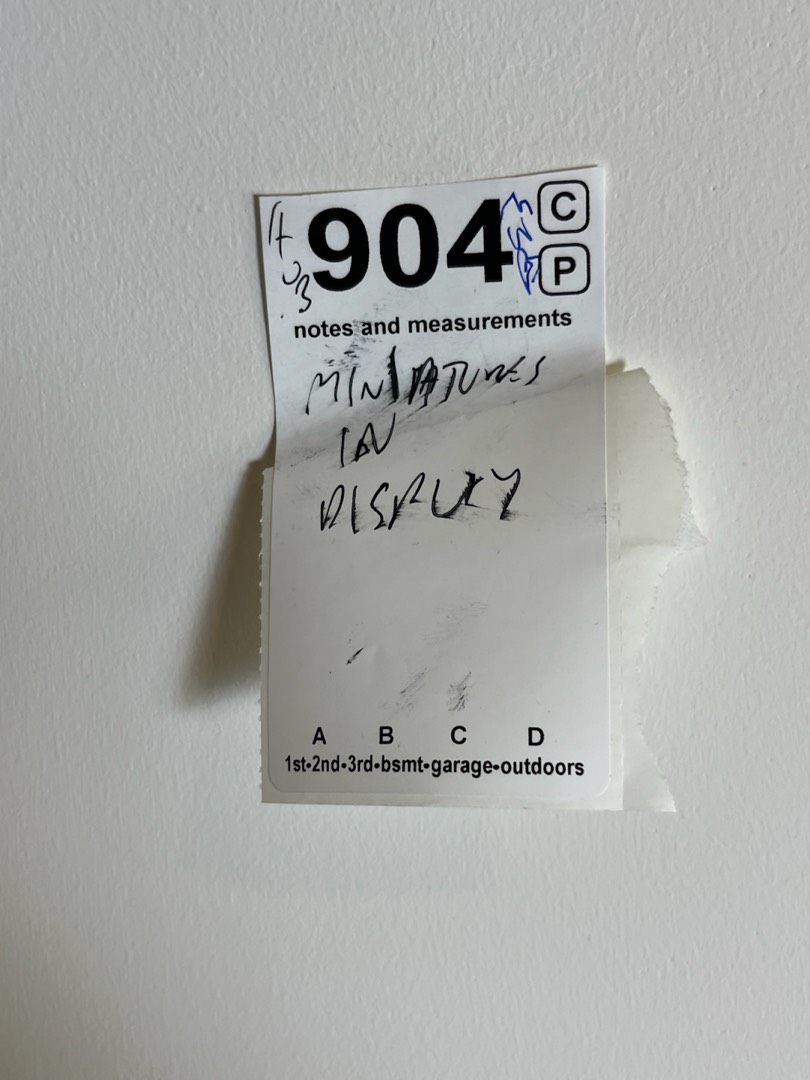 904
C
P
notes and measurements
MINIATURES
IN
DISPLAY
A B C D
1st-2nd-3rd-bsmt-garage-outdoors